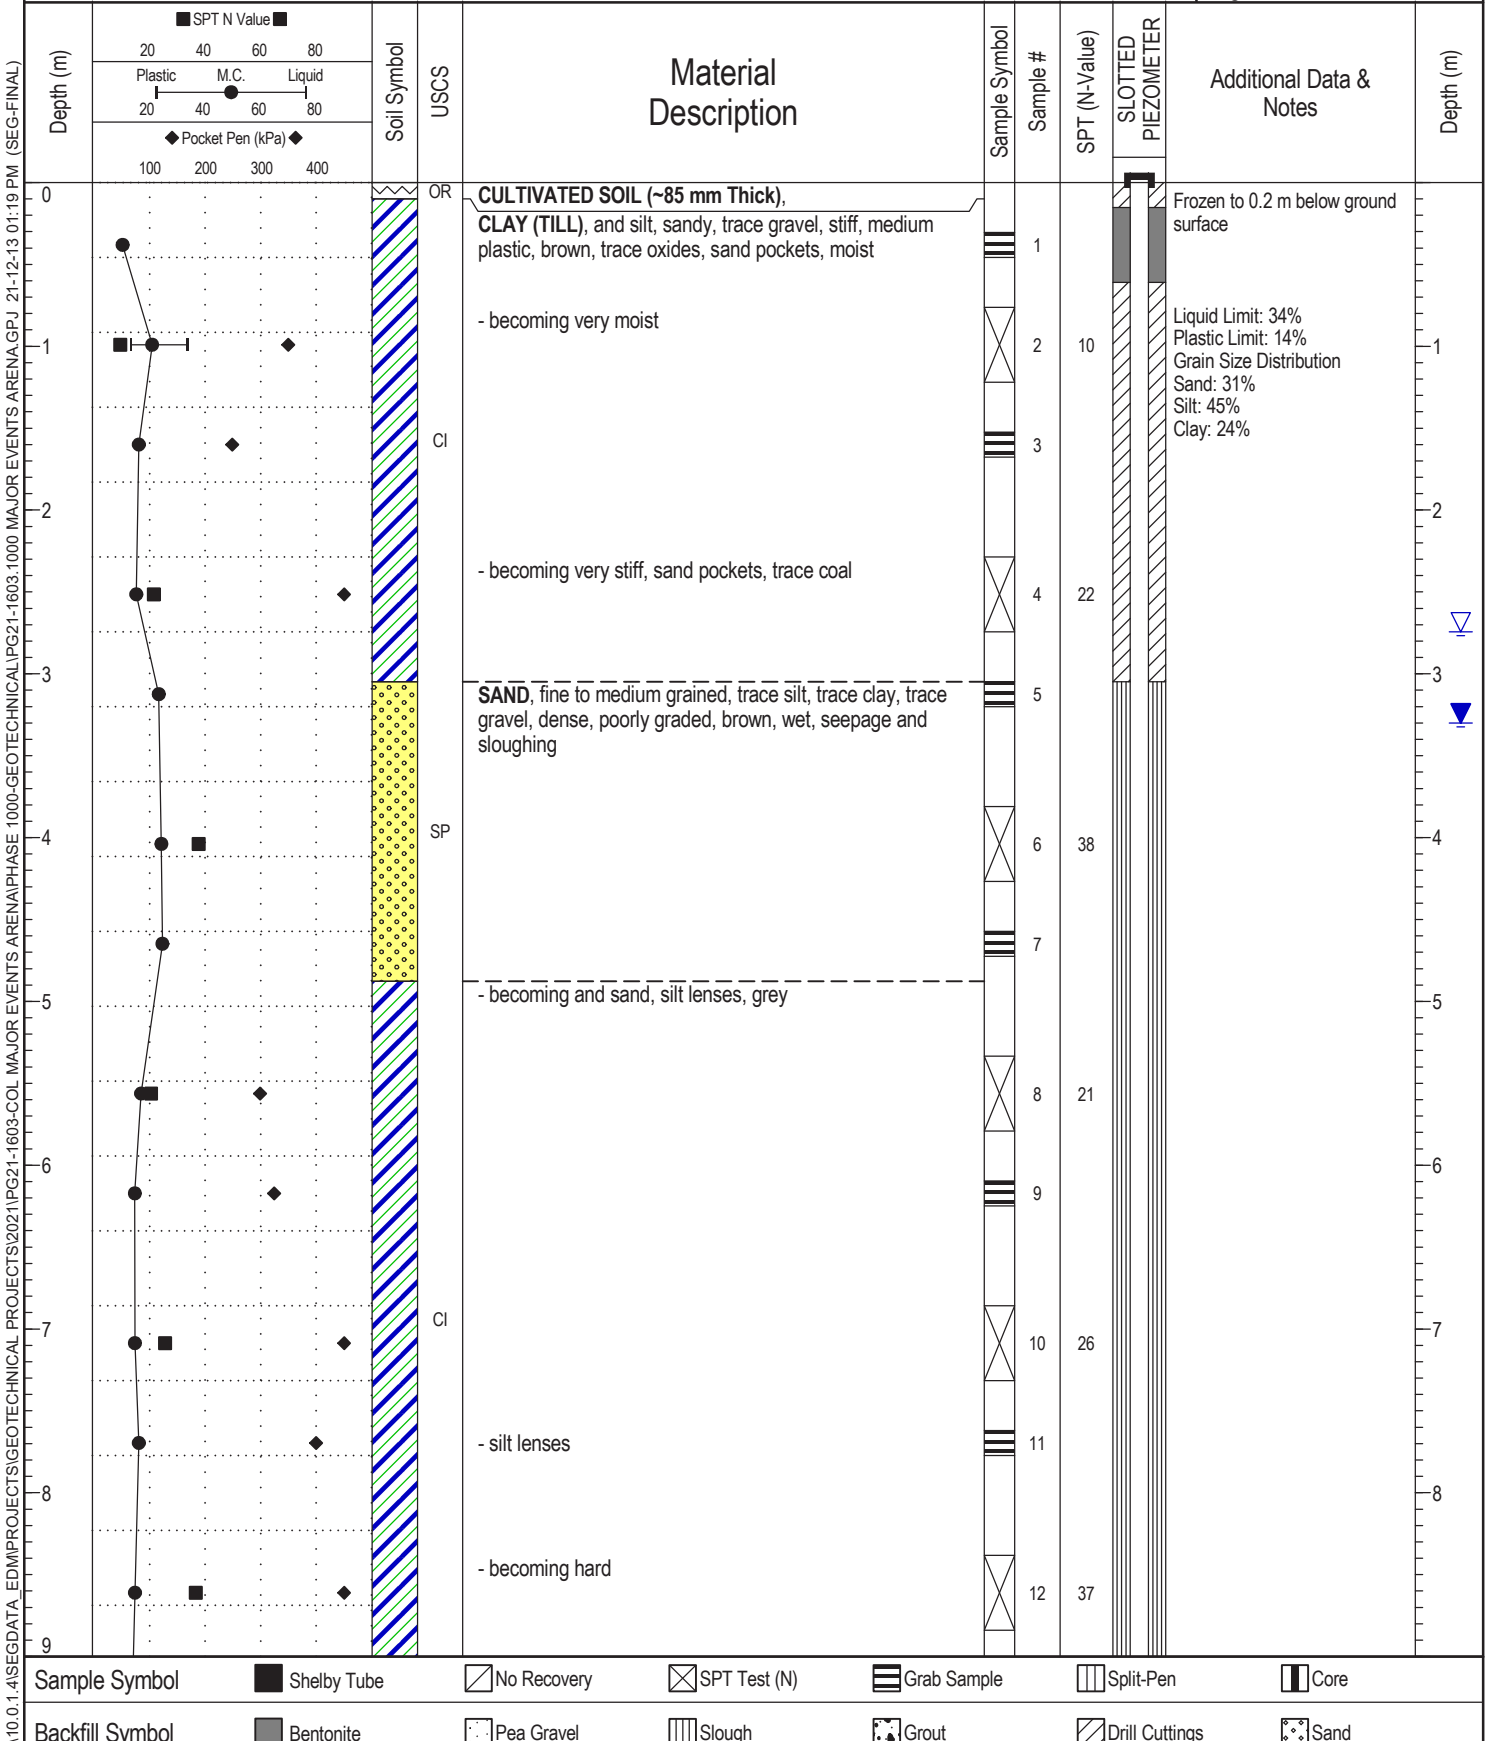 SPT N Value
20 40 60 80
Plastic M.C. Liquid
20 40 60 80
Pocket Pen (kPa)
100 200 300 400
Depth (m)
Soil Symbol
USCS
Material
Description
Sample Symbol
Sample #
SPT (N-Value)
SLOTTED
PIEZOMETER
Additional Data &
Notes
Depth (m)
0
OR
CULTIVATED SOIL (~85 mm Thick),
Frozen to 0.2 m below ground
surface
CLAY (TILL), and silt, sandy, trace gravel, stiff, medium
plastic, brown, trace oxides, sand pockets, moist
1
- becoming very moist
Liquid Limit: 34%
Plastic Limit: 14%
Grain Size Distribution
Sand: 31%
Silt: 45%
Clay: 24%
1 2 10 1
CI 3
2 2
- becoming very stiff, sand pockets, trace coal
4 22
3 3
SAND, fine to medium grained, trace silt, trace clay, trace
gravel, dense, poorly graded, brown, wet, seepage and
sloughing
5
4 SP 6 38 4
7
- becoming and sand, silt lenses, grey
5 5
8 21
6 9 6
7 CI 10 26 7
- silt lenses
11
8 8
- becoming hard
12 37
9
Sample Symbol Shelby Tube No Recovery SPT Test (N) Grab Sample Split-Pen Core
Backfill Symbol Bentonite Pea Gravel Slough Grout Drill Cuttings Sand
\10.0.1.4\SEGDATA_EDM\PROJECTS\GEOTECHNICAL PROJECTS\2021\PG21-1603-COL MAJOR EVENTS ARENA\PHASE 1000-GEOTECHNICAL\PG21-1603.1000 MAJOR EVENTS ARENA.GPJ 21-12-13 01:19 PM (SEG-FINAL)